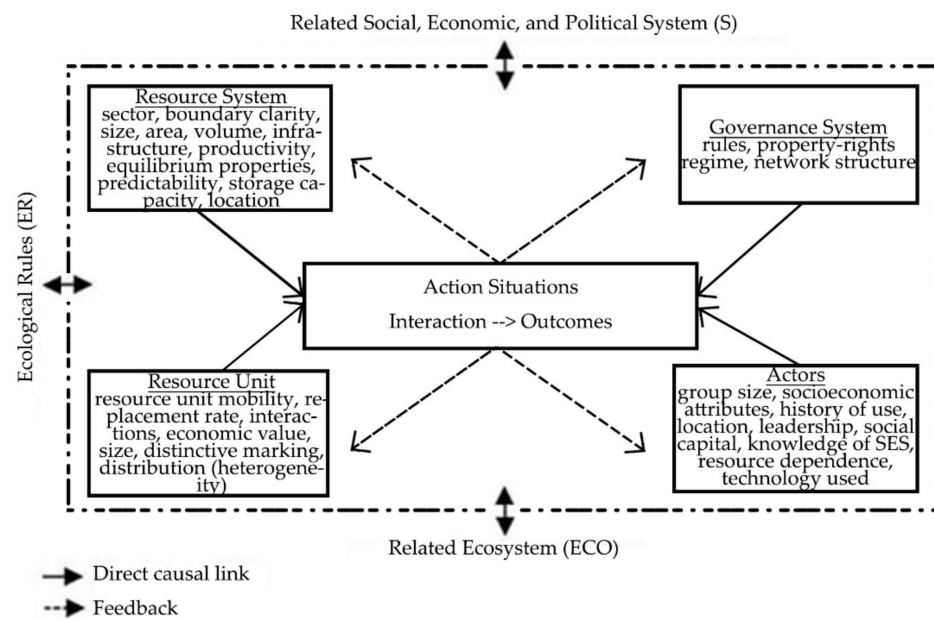 Related Social, Economic, and Political System (S)
Resource System
sector, boundary clarity,
size, area, volume, infra-
structure, productivity,
equilibrium properties,
predictability, storage ca-
pacity, location
Governance System
rules, property-rights
regime, network structure
Ecological Rules (ER)
Action Situations
Interaction --> Outcomes
Resource Unit
resource unit mobility, re-
placement rate, interac-
tions, economic value,
size, distinctive marking,
distribution (heterogene-
ity)
Actors
group size, socioeconomic
attributes, history of use,
location, leadership, social
capital, knowledge of SES,
resource dependence,
technology used
Related Ecosystem (ECO)
Direct causal link
Feedback